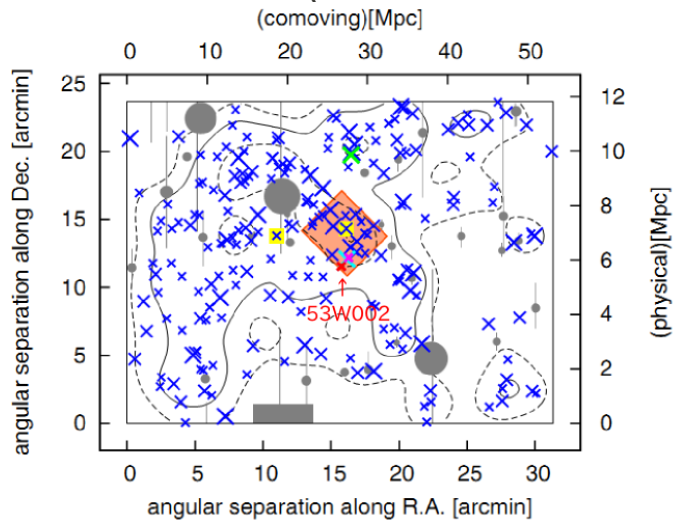 (comoving)[Mpc]
0 10 20 30 40 50
25
20
15
10
5
0
angular separation along Dec. [arcmin]
12
10
8
6
4
2
0
(physical)[Mpc]
53W002
0 5 10 15 20 25 30
angular separation along R.A. [arcmin]